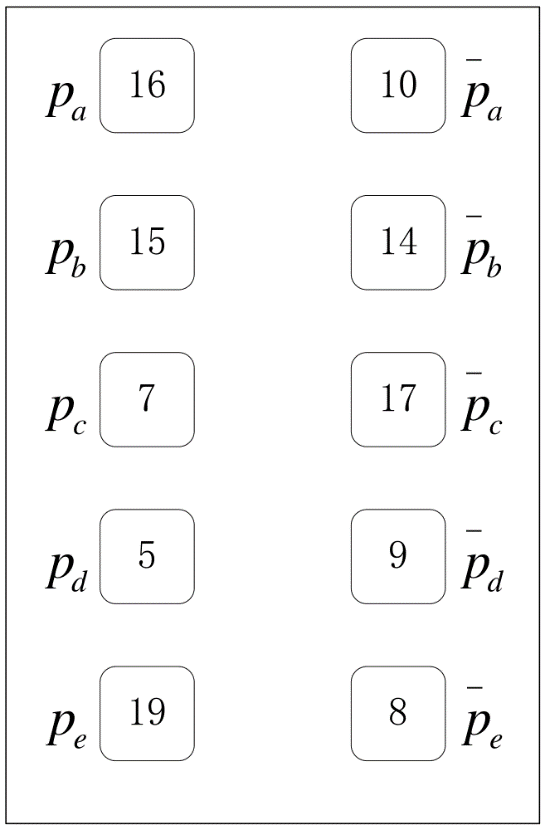 p_a 16 10 p̄_a
p_b 15 14 p̄_b
p_c 7 17 p̄_c
p_d 5 9 p̄_d
p_e 19 8 p̄_e